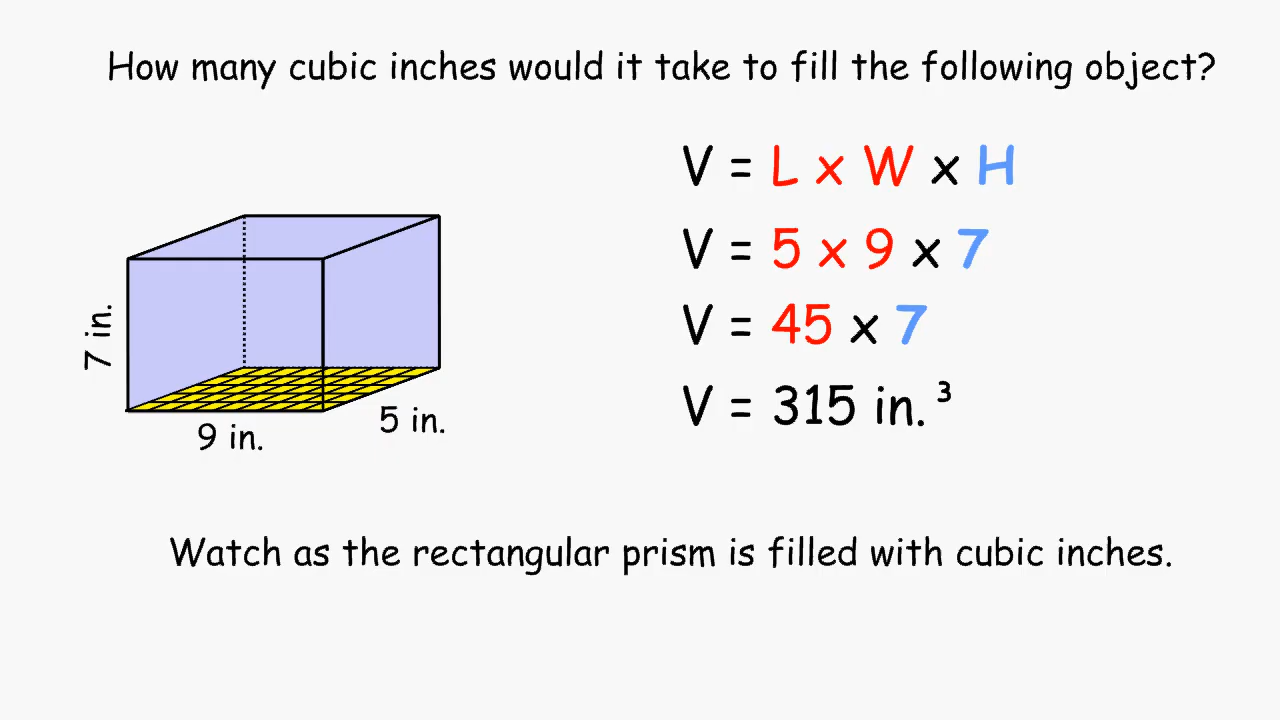 How many cubic inches would it take to fill the following object?
V = L x W x H
V = 5 x 9 x 7
V = 45 x 7
V = 315 in.³
7 in.
9 in.
5 in.
Watch as the rectangular prism is filled with cubic inches.